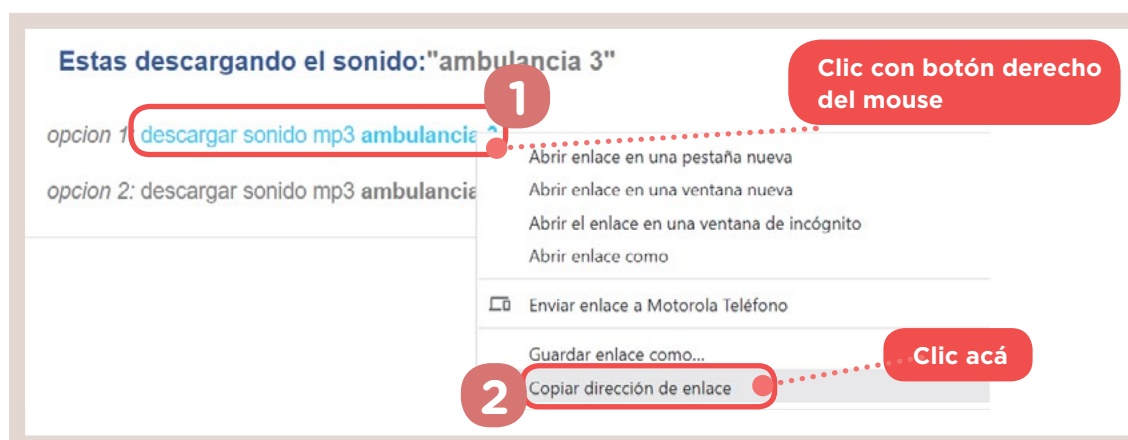 Estas descargando el sonido:"ambulancia 3"
1
Clic con botón derecho
del mouse
opcion 1: descargar sonido mp3 ambulancia 3
opcion 2: descargar sonido mp3 ambulancia
Abrir enlace en una pestaña nueva
Abrir enlace en una ventana nueva
Abrir el enlace en una ventana de incógnito
Abrir enlace como
Enviar enlace a Motorola Teléfono
Guardar enlace como...
Clic acá
2
Copiar dirección de enlace